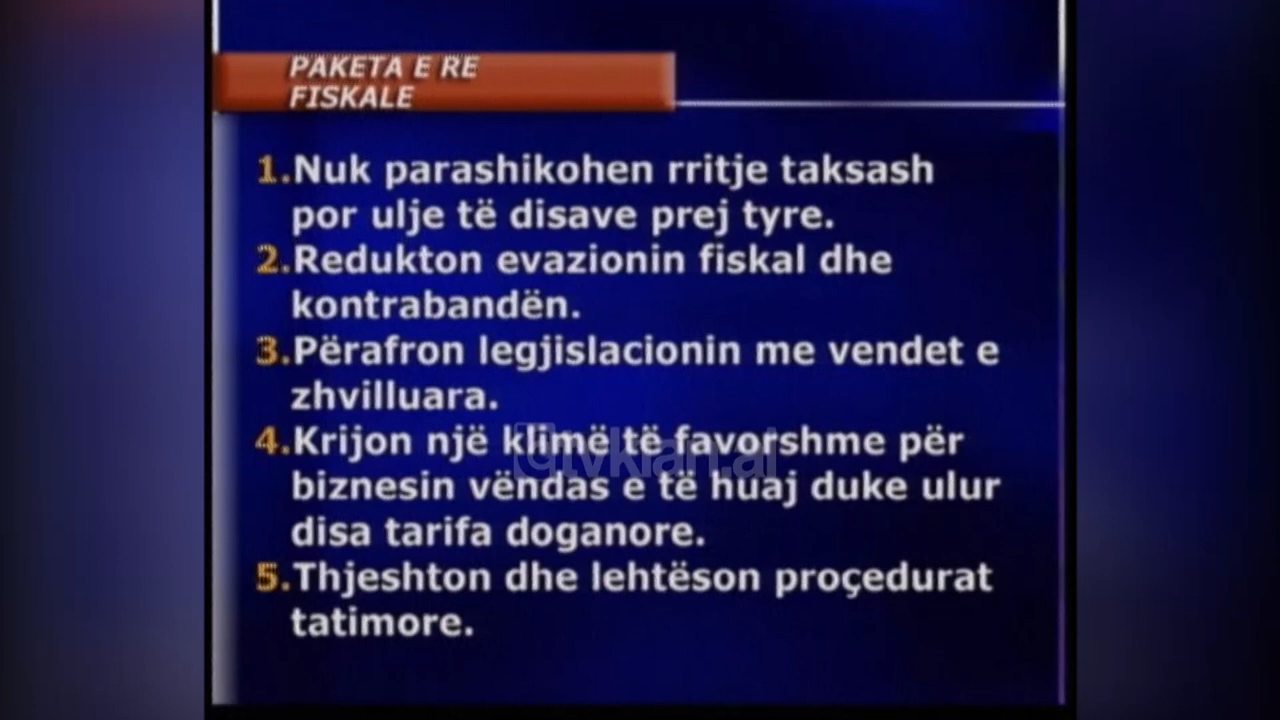 PAKETA E RE
FISKALE
1.Nuk parashikohen rritje taksash
por ulje të disave prej tyre.
2.Redukton evazionin fiskal dhe
kontrabandën.
3.Përafron legjislacionin me vendet e
zhvilluara.
4.Krijon një klimë të favorshme për
biznesin vëndas e të huaj duke ulur
disa tarifa doganore.
5.Thjeshton dhe lehtëson proçedurat
tatimore.
tvklan.al